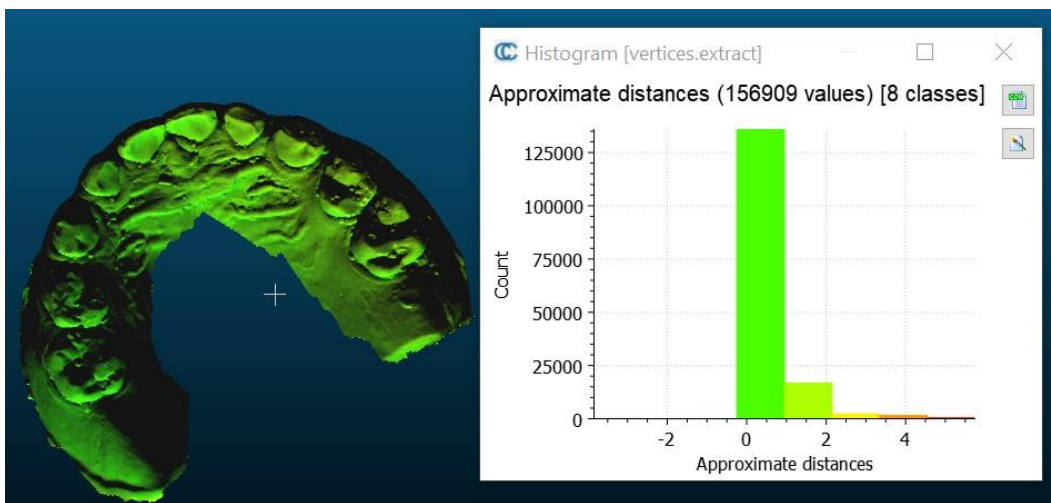 Histogram [vertices.extract]
Approximate distances (156909 values) [8 classes]
CSV
125000
100000
75000
50000
25000
0
Count
-2 0 2 4
Approximate distances